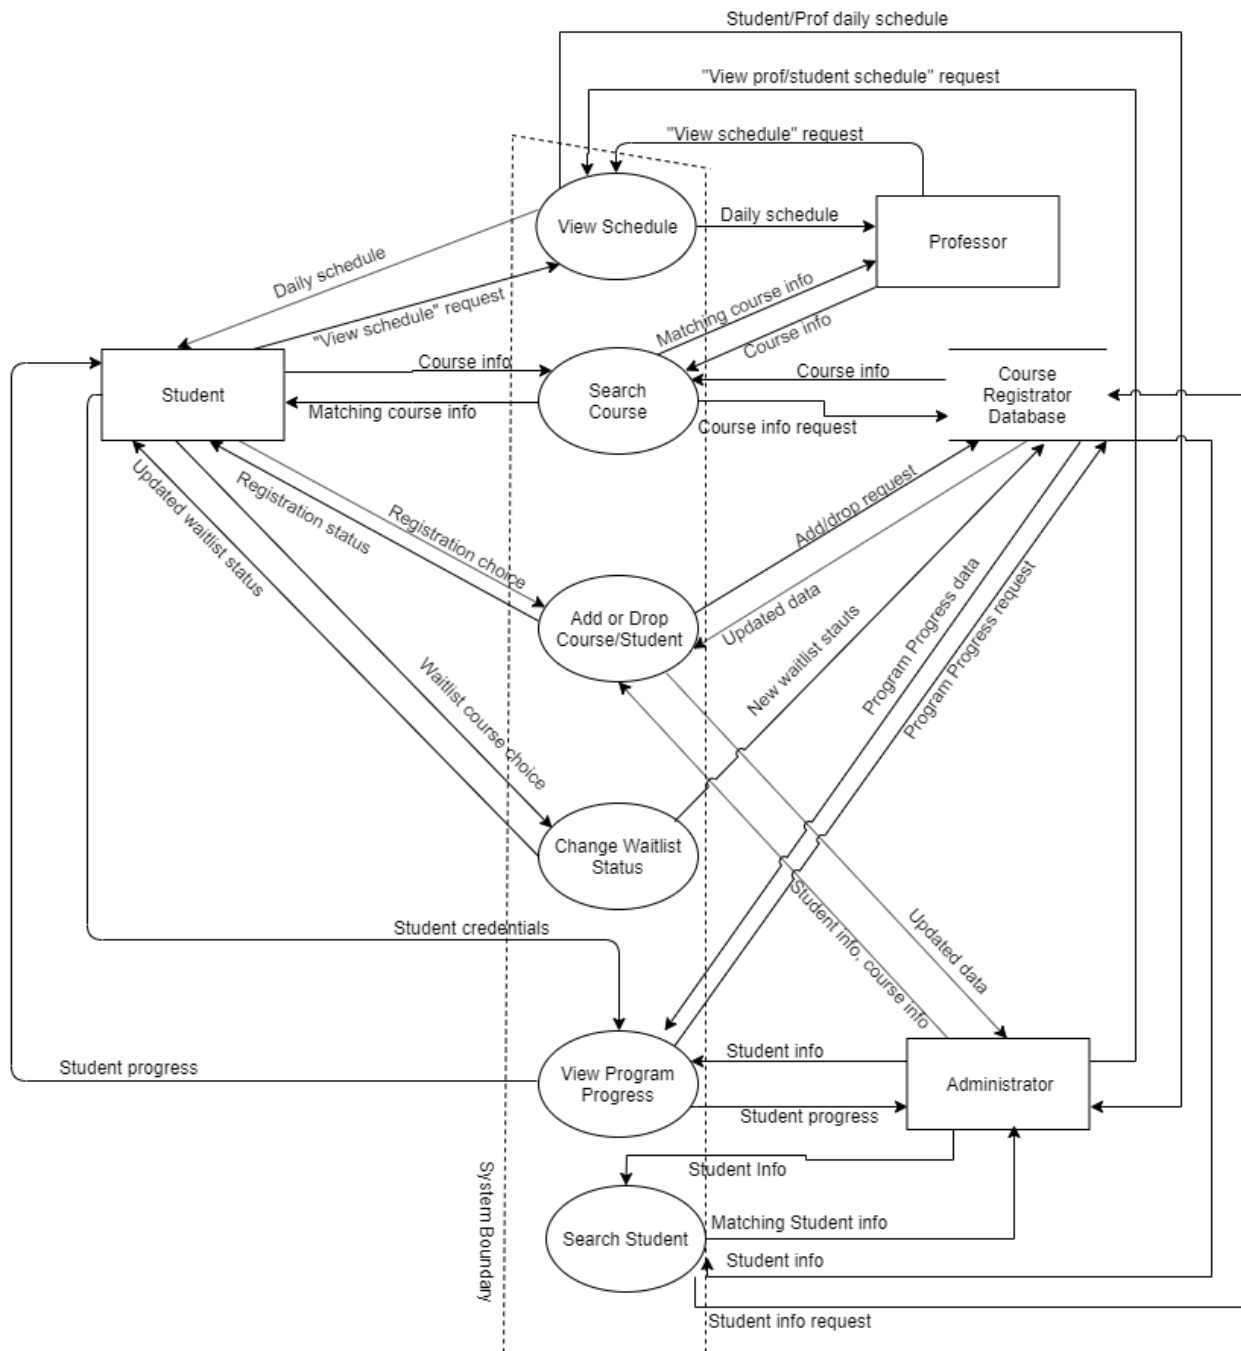 Student/Prof daily schedule
"View prof/student schedule" request
"View schedule" request
View Schedule
Daily schedule
Professor
Daily schedule
"View schedule" request
Matching course info
Course info
Student
Course info
Matching course info
Search
Course
Course info
Course info request
Course
Registrator
Database
Updated waitlist status
Registration status
Registration choice
Add/drop request
Updated data
Add or Drop
Course/Student
Waitlist course choice
New waitlist stauts
Program Progress data
Program Progress request
Change Waitlist
Status
Student credentials
Student info, course info
Updated data
Student progress
View Program
Progress
Student info
Student progress
Administrator
Student Info
System Boundary
Search Student
Matching Student info
Student info
Student info request